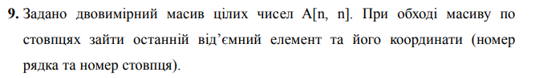 9. Задано двовимірний масив цілих чисел A[n, n]. При обході масиву по
стовпцях зайти останній від’ємний елемент та його координати (номер
рядка та номер стовпця).